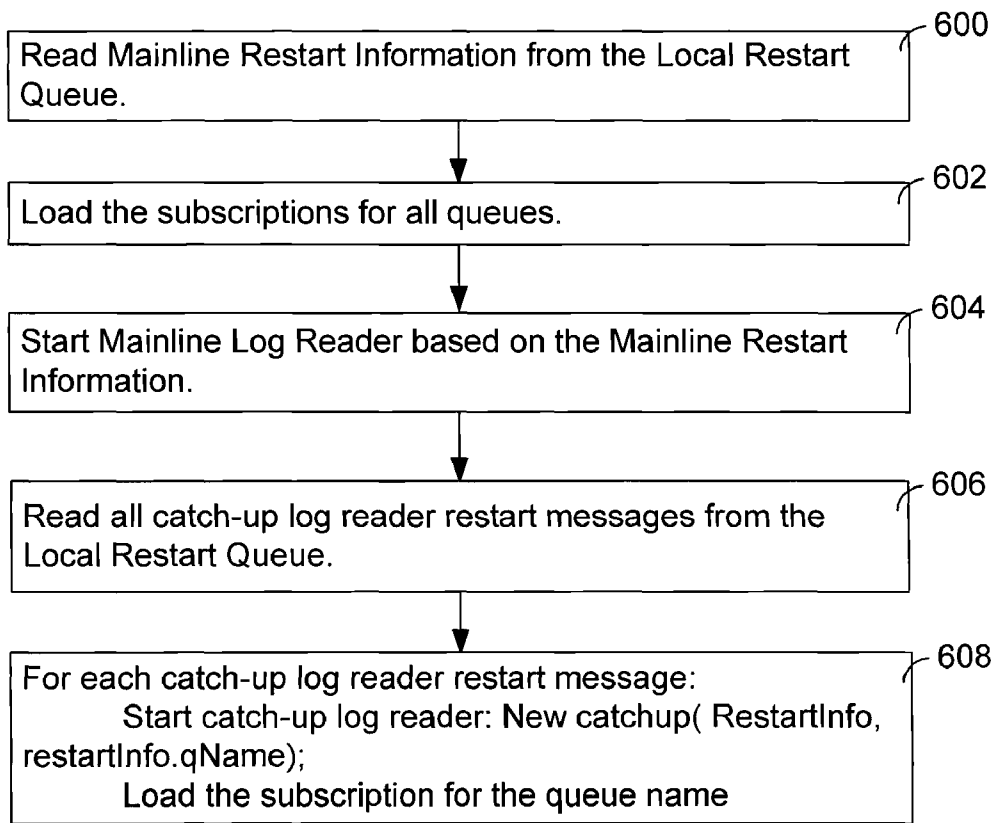 600
Read Mainline Restart Information from the Local Restart
Queue.
602
Load the subscriptions for all queues.
604
Start Mainline Log Reader based on the Mainline Restart
Information.
606
Read all catch-up log reader restart messages from the
Local Restart Queue.
608
For each catch-up log reader restart message:
Start catch-up log reader: New catchup( RestartInfo,
restartInfo.qName);
Load the subscription for the queue name